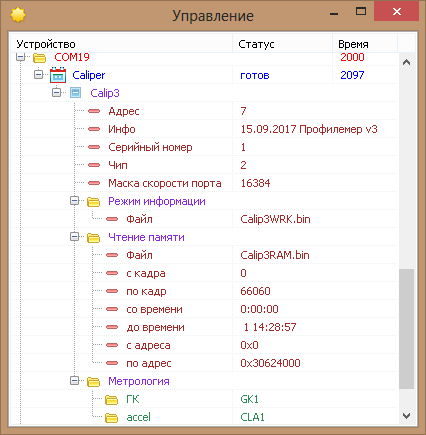 Управление
Устройство Статус Время
COM19 2000
Caliper готов 2097
Calip3
Адрес 7
Инфо 15.09.2017 Профилемер v3
Серийный номер 1
Чип 2
Маска скорости порта 16384
Режим информации
Файл Calip3WRK.bin
Чтение памяти
Файл Calip3RAM.bin
с кадра 0
по кадр 66060
со времени 0:00:00
до времени 1 14:28:57
с адреса 0x0
по адрес 0x30624000
Метрология
ГК GK1
accel CLA1